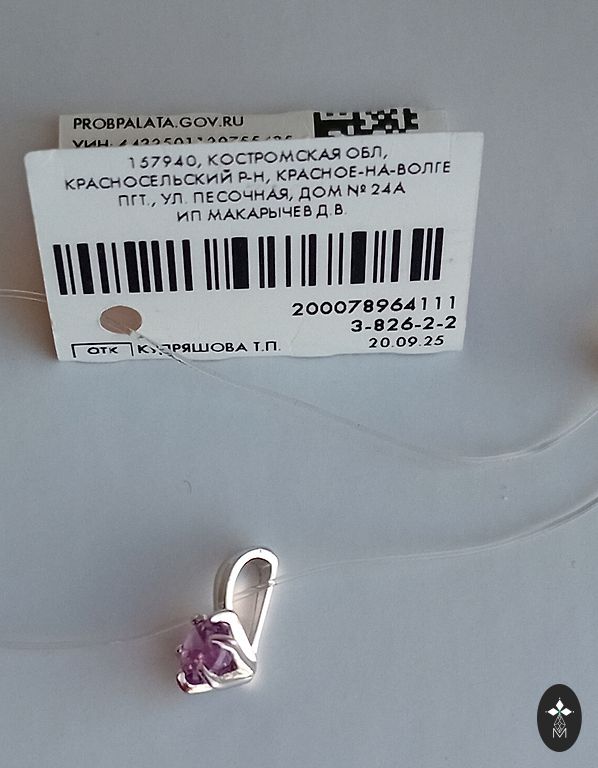 PROBPALATA.GOV.RU
157940, КОСТРОМСКАЯ ОБЛ,
КРАСНОСЕЛЬСКИЙ Р-Н, КРАСНОЕ-НА-ВОЛГЕ
ПГТ., УЛ. ПЕСОЧНАЯ, ДОМ № 24А
ИП МАКАРЫЧЕВ Д.В.
200078964111
3-826-2-2
ОТК КУДРЯШОВА Т.П. 20.09.25
M